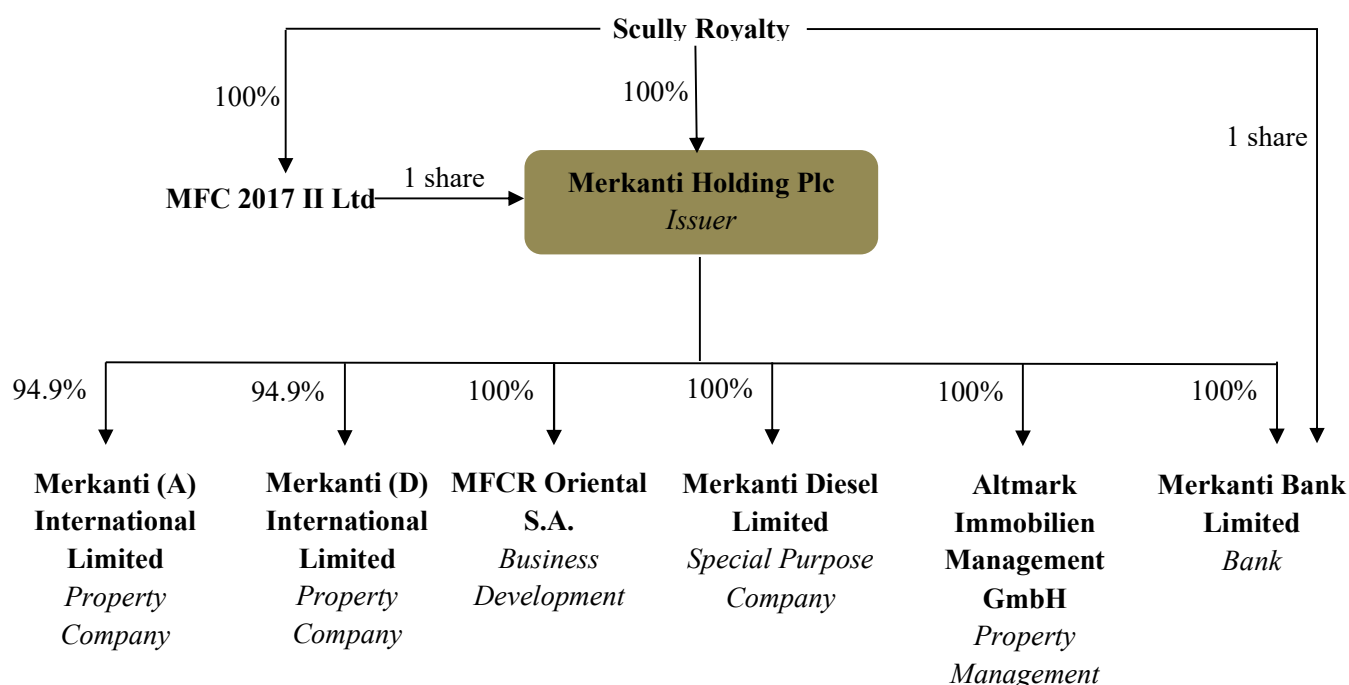 Scully Royalty
100%
100%
1 share
MFC 2017 II Ltd
1 share
Merkanti Holding Plc
Issuer
94.9%
94.9%
100%
100%
100%
100%
Merkanti (A)
International
Limited
Property
Company
Merkanti (D)
International
Limited
Property
Company
MFCR Oriental
S.A.
Business
Development
Merkanti Diesel
Limited
Special Purpose
Company
Altmark
Immobilien
Management
GmbH
Property
Management
Merkanti Bank
Limited
Bank